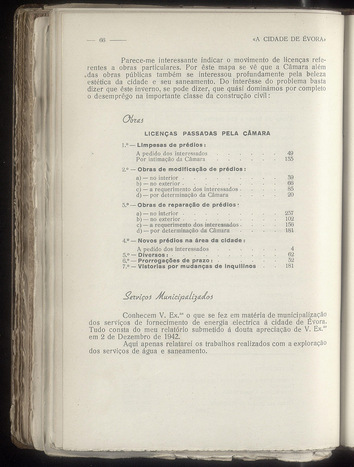 — 66 — «A CIDADE DE ÉVORA»
Parece-me interessante indicar o movimento de licenças refe-
rentes a obras particulares. Por êste mapa se vê que a Câmara além
das obras públicas também se interessou profundamente pela beleza
estética da cidade e seu saneamento. Do interêsse do problema basta
dizer que êste inverno, se pode dizer, que quási dominámos por completo
o desemprêgo na importante classe da construção civil:
Obras
LICENÇAS PASSADAS PELA CÂMARA
1.º — Limpesas de prédios:
A pedido dos interessados . . . . . 49
Por intimação da Câmara . . . . . 155
2.º — Obras de modificação de prédios:
a) — no interior . . . . . 39
b) — no exterior . . . . . 66
c) — a requerimento dos interessados . . . . . 85
d) — por determinação da Câmara . . . . . 20
3.º — Obras de reparação de prédios:
a) — no interior . . . . . 237
b) — no exterior . . . . . 102
c) — a requerimento dos interessados . . . . .
d) — por determinação da Câmara . . . . .
4.º — Novos prédios na área da cidade:
A pedido dos interessados . . . . . 4
5.º — Diversos: . . . . . 62
6.º — Prorrogações de prazo: . . . . . 32
7.º — Vistorias por mudanças de inquilinos . . . . . 181
Serviços Municipalizados
Conhecem V. Ex.ᵃˢ o que se fez em matéria de municipalização
dos serviços de fornecimento de energia electrica á cidade de Évora.
Tudo consta do meu relatório submetido á douta apreciação de V. Ex.ᵃˢ
em 2 de Dezembro de 1942.
Aqui apenas relatarei os trabalhos realizados com a exploração
dos serviços de água e saneamento.